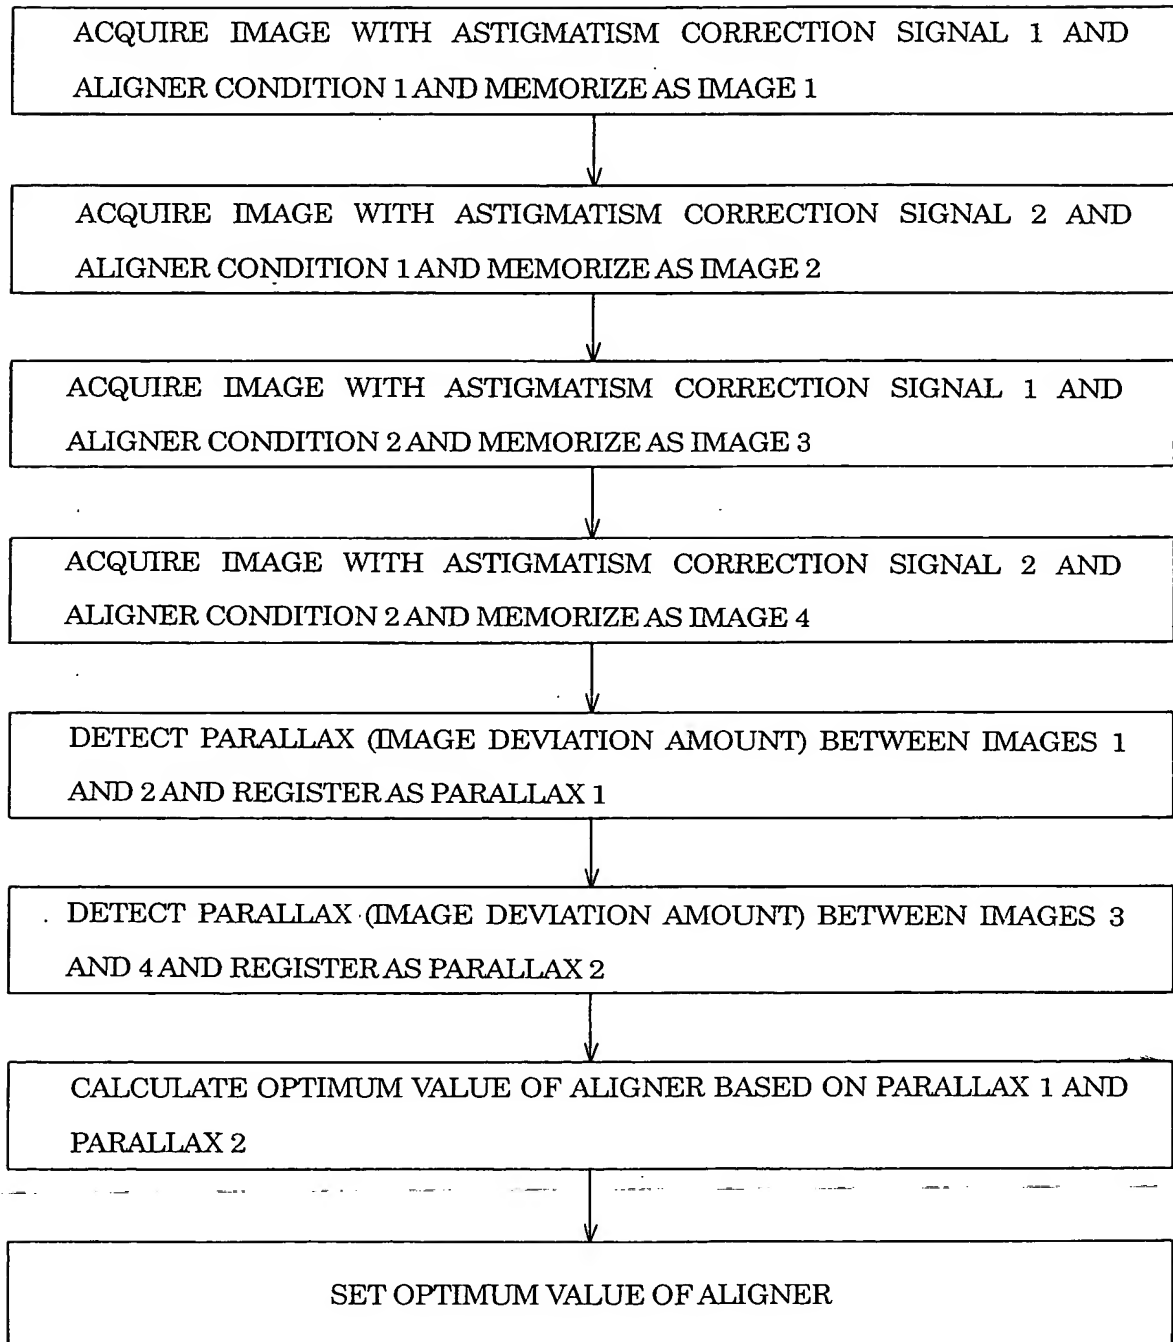 ACQUIRE IMAGE WITH ASTIGMATISM CORRECTION SIGNAL 1 AND
ALIGNER CONDITION 1 AND MEMORIZE AS IMAGE 1
ACQUIRE IMAGE WITH ASTIGMATISM CORRECTION SIGNAL 2 AND
ALIGNER CONDITION 1 AND MEMORIZE AS IMAGE 2
ACQUIRE IMAGE WITH ASTIGMATISM CORRECTION SIGNAL 1 AND
ALIGNER CONDITION 2 AND MEMORIZE AS IMAGE 3
ACQUIRE IMAGE WITH ASTIGMATISM CORRECTION SIGNAL 2 AND
ALIGNER CONDITION 2 AND MEMORIZE AS IMAGE 4
DETECT PARALLAX (IMAGE DEVIATION AMOUNT) BETWEEN IMAGES 1
AND 2 AND REGISTER AS PARALLAX 1
DETECT PARALLAX (IMAGE DEVIATION AMOUNT) BETWEEN IMAGES 3
AND 4 AND REGISTER AS PARALLAX 2
CALCULATE OPTIMUM VALUE OF ALIGNER BASED ON PARALLAX 1 AND
PARALLAX 2
SET OPTIMUM VALUE OF ALIGNER